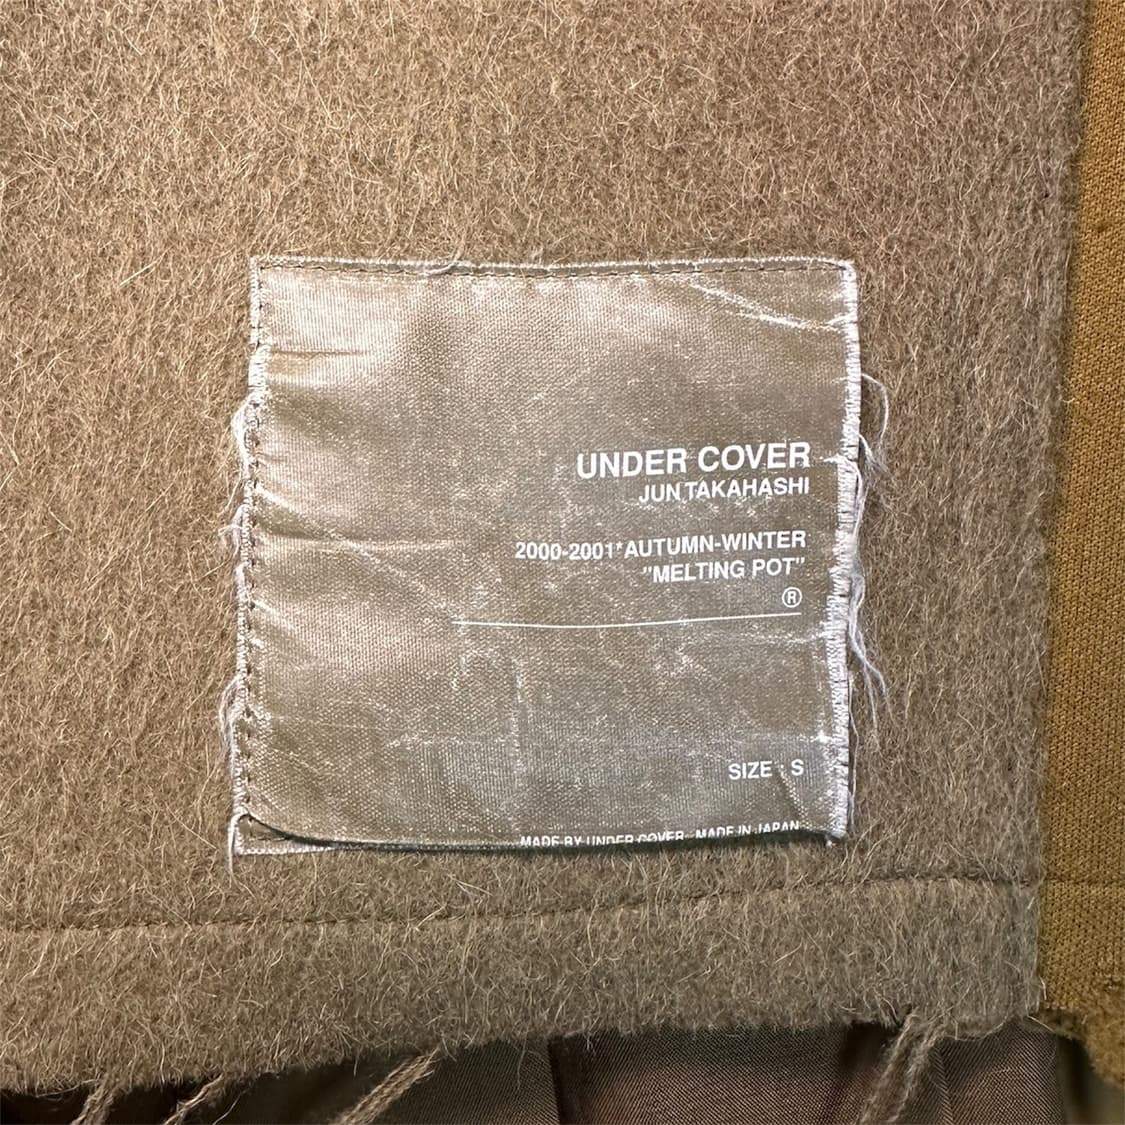 UNDER COVER
JUN TAKAHASHI
2000-2001*AUTUMN-WINTER
"MELTING POT"
®
SIZE : S
MADE BY UNDER COVER MADE IN JAPAN